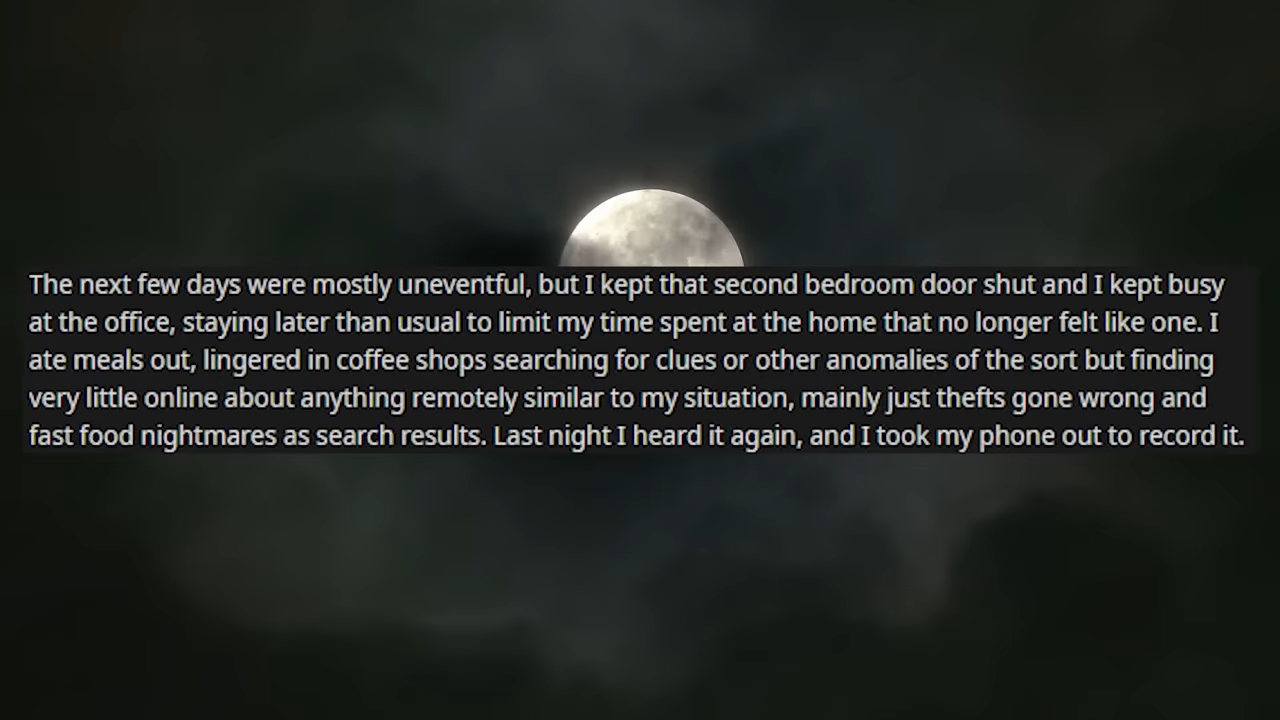 The next few days were mostly uneventful, but I kept that second bedroom door shut and I kept busy
at the office, staying later than usual to limit my time spent at the home that no longer felt like one. I
ate meals out, lingered in coffee shops searching for clues or other anomalies of the sort but finding
very little online about anything remotely similar to my situation, mainly just thefts gone wrong and
fast food nightmares as search results. Last night I heard it again, and I took my phone out to record it.